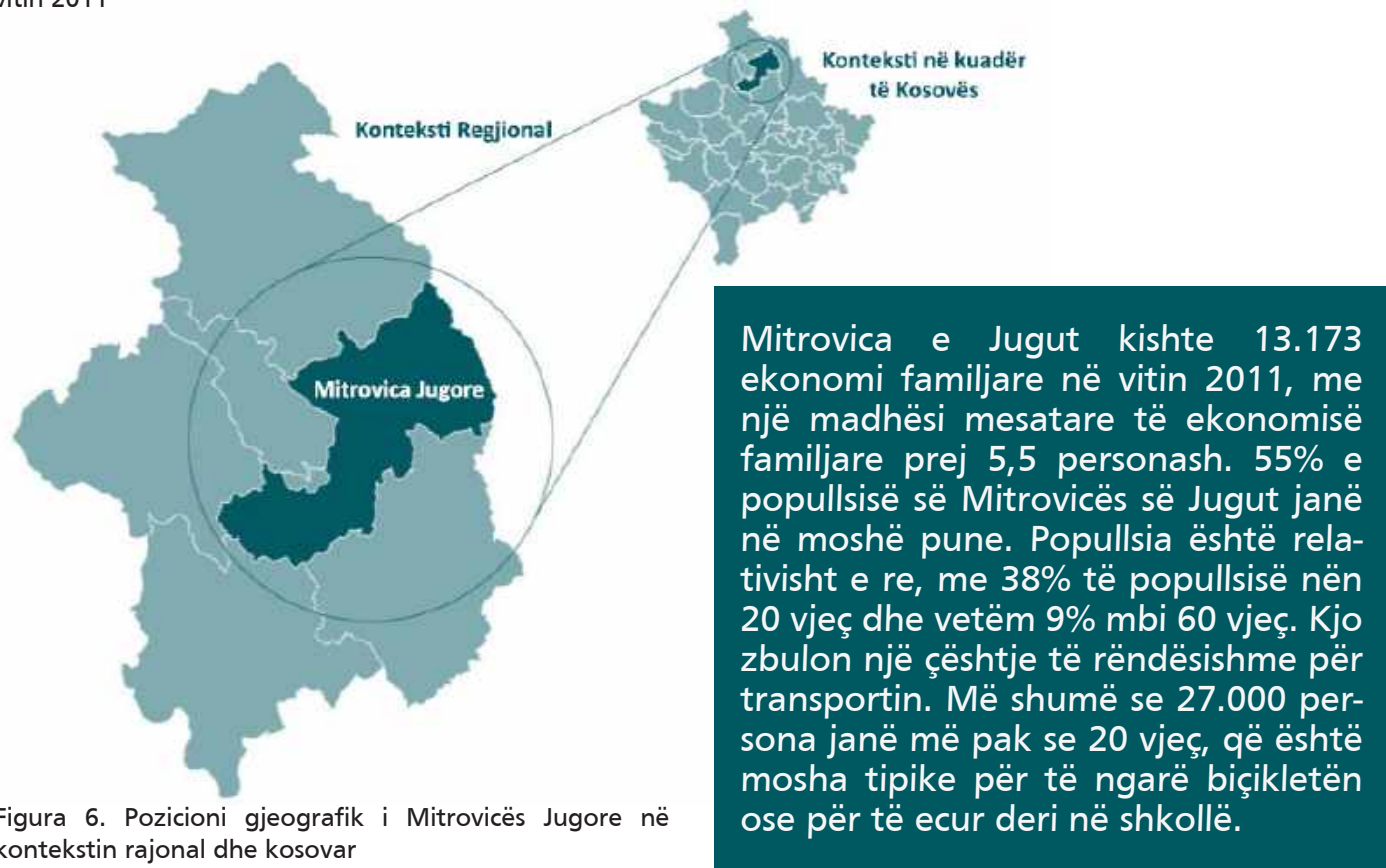 vitin 2011
Konteksti në kuadër
të Kosovës
Konteksti Regjional
Mitrovica Jugore
Figura 6. Pozicioni gjeografik i Mitrovicës Jugore në
kontekstin rajonal dhe kosovar
Mitrovica e Jugut kishte 13.173
ekonomi familjare në vitin 2011, me
një madhësi mesatare të ekonomisë
familjare prej 5,5 personash. 55% e
popullsisë së Mitrovicës së Jugut janë
në moshë pune. Popullsia është rela-
tivisht e re, me 38% të popullsisë nën
20 vjeç dhe vetëm 9% mbi 60 vjeç. Kjo
zbulon një çështje të rëndësishme për
transportin. Më shumë se 27.000 per-
sona janë më pak se 20 vjeç, që është
mosha tipike për të ngarë biçikletën
ose për të ecur deri në shkollë.